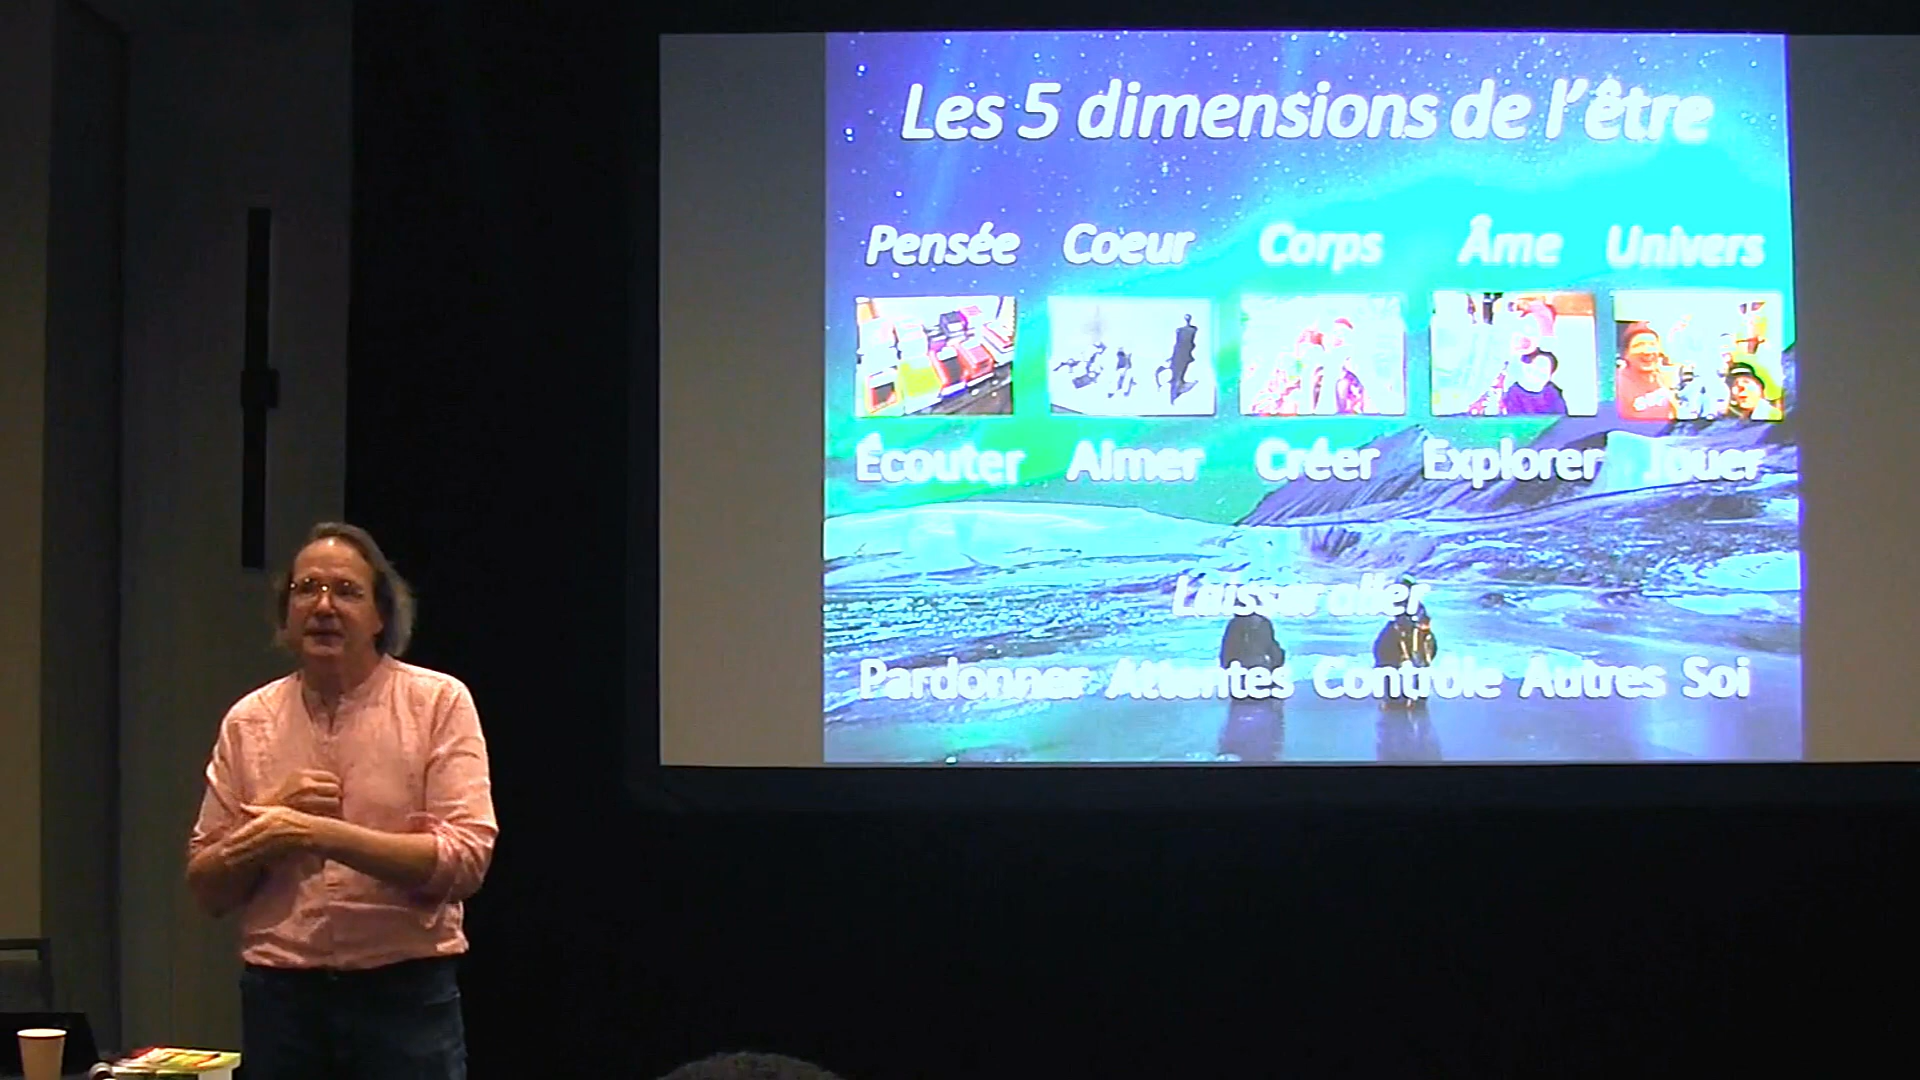 Les 5 dimensions de l'être
Pensée Coeur Corps Âme Univers
Écouter Aimer Créer Explorer Jouer
Laisser aller
Pardonner Attentes Contrôle Autres Soi